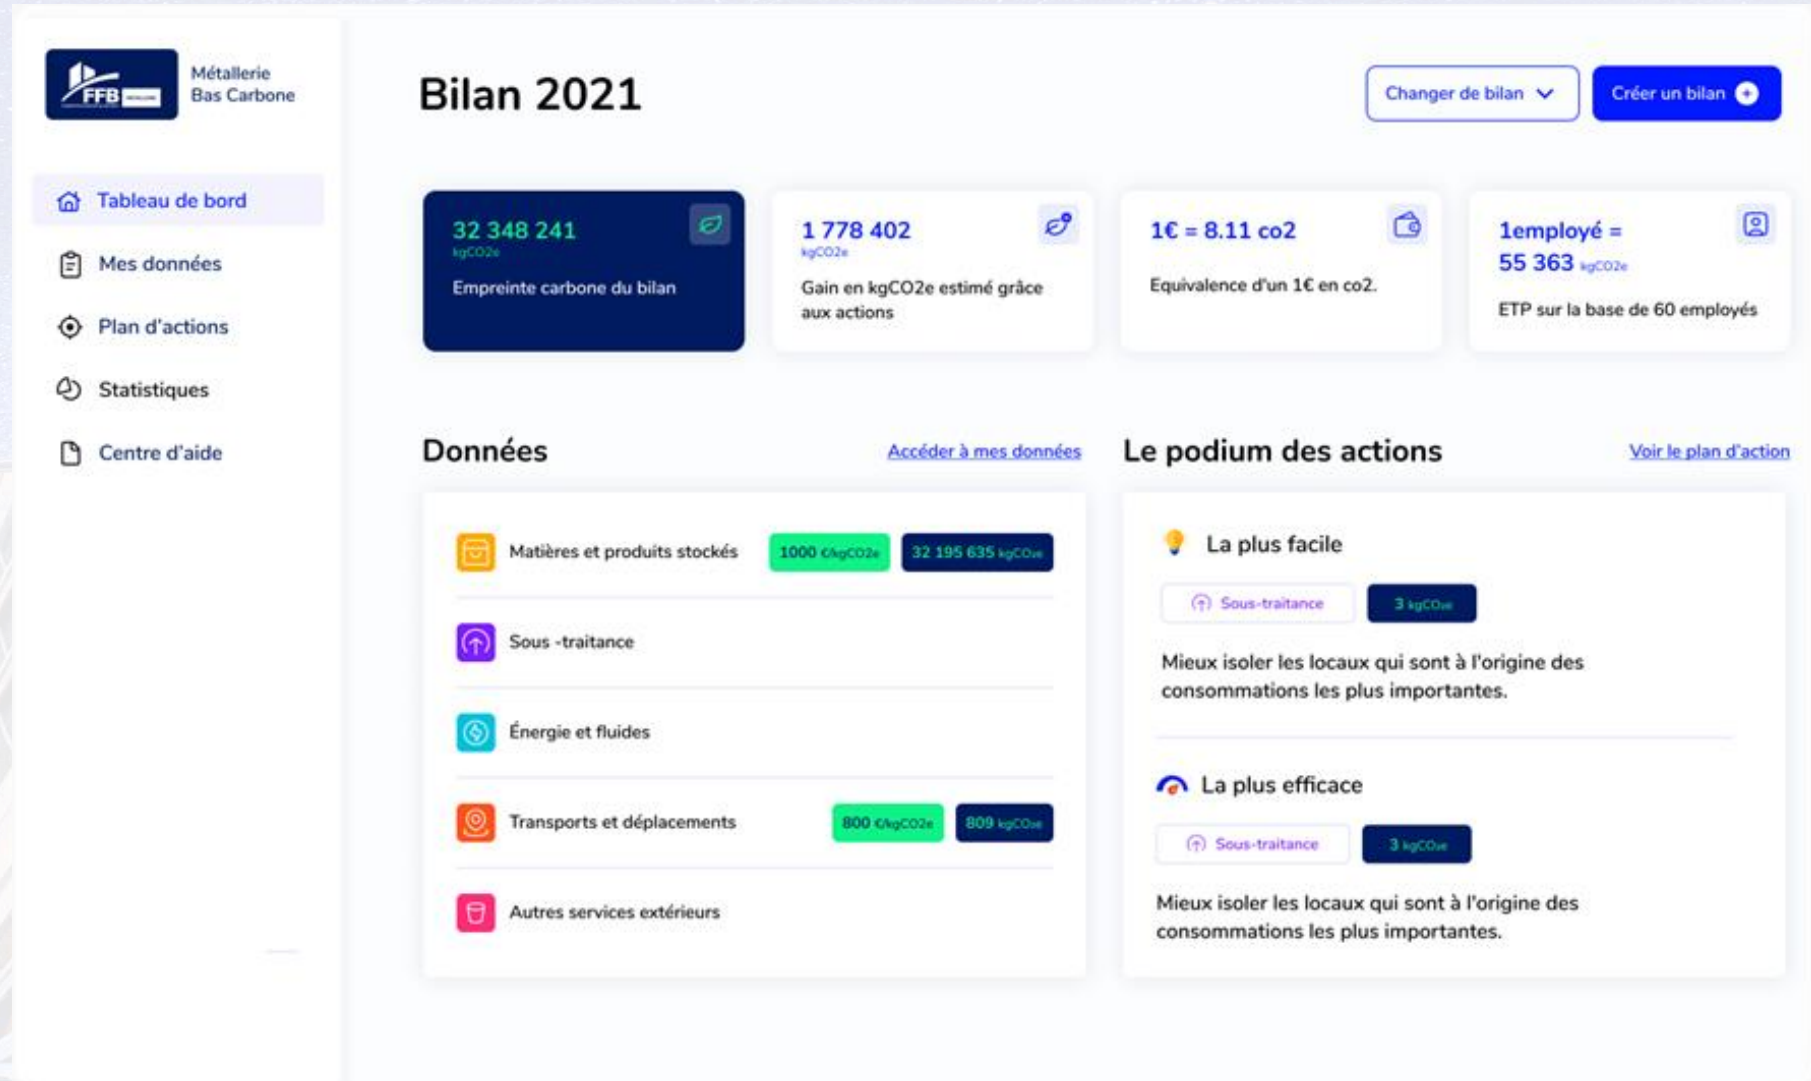 FFB
Métallerie
Bas Carbone
Tableau de bord
Mes données
Plan d'actions
Statistiques
Centre d'aide
Bilan 2021
Changer de bilan
Créer un bilan
32 348 241
kgCO2e
Empreinte carbone du bilan
1 778 402
kgCO2e
Gain en kgCO2e estimé grâce
aux actions
1€ = 8.11 co2
Equivalence d'un 1€ en co2.
1employé =
55 363 kgCO2e
ETP sur la base de 60 employés
Données
Accéder à mes données
Matières et produits stockés
1000 €/kgCO2e
32 195 635 kgCO₂e
Sous -traitance
Énergie et fluides
Transports et déplacements
800 €/kgCO2e
809 kgCO₂e
Autres services extérieurs
Le podium des actions
Voir le plan d'action
La plus facile
Sous-traitance
3 kgCO₂e
Mieux isoler les locaux qui sont à l'origine des
consommations les plus importantes.
La plus efficace
Sous-traitance
3 kgCO₂e
Mieux isoler les locaux qui sont à l'origine des
consommations les plus importantes.